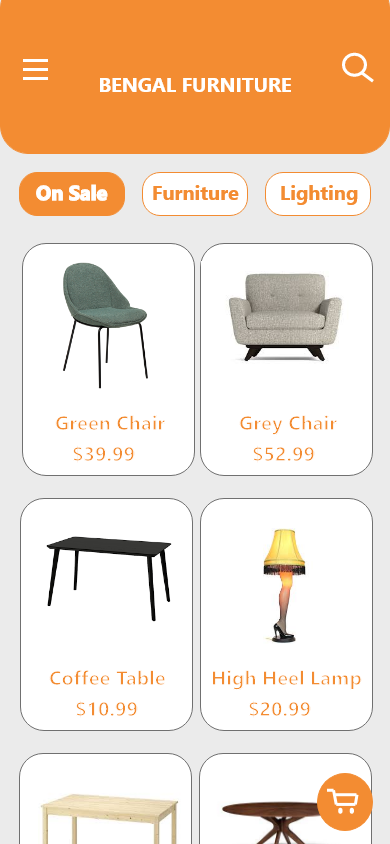 BENGAL FURNITURE
On Sale
Furniture
Lighting
Green Chair
$39.99
Grey Chair
$52.99
Coffee Table
$10.99
High Heel Lamp
$20.99